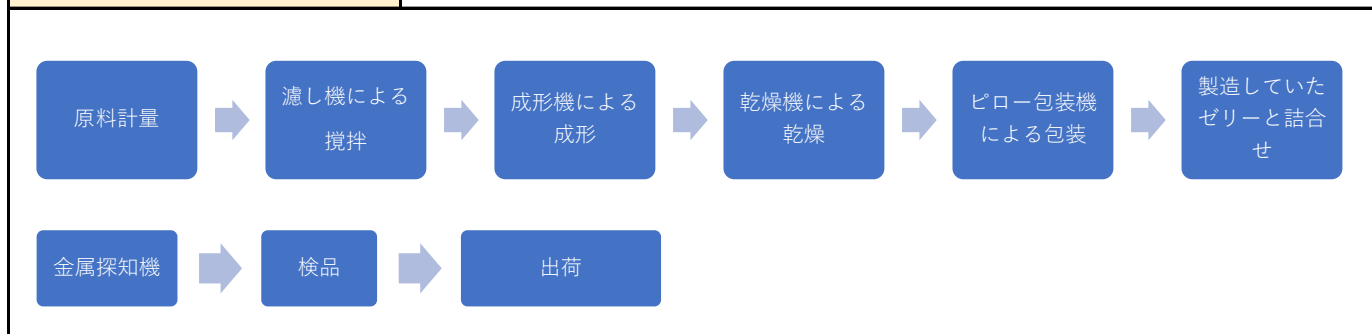 原料計量
濾し機による
撹拌
成形機による
成形
乾燥機による
乾燥
ピロー包装機
による包装
製造していた
ゼリーと詰合
せ
金属探知機
検品
出荷